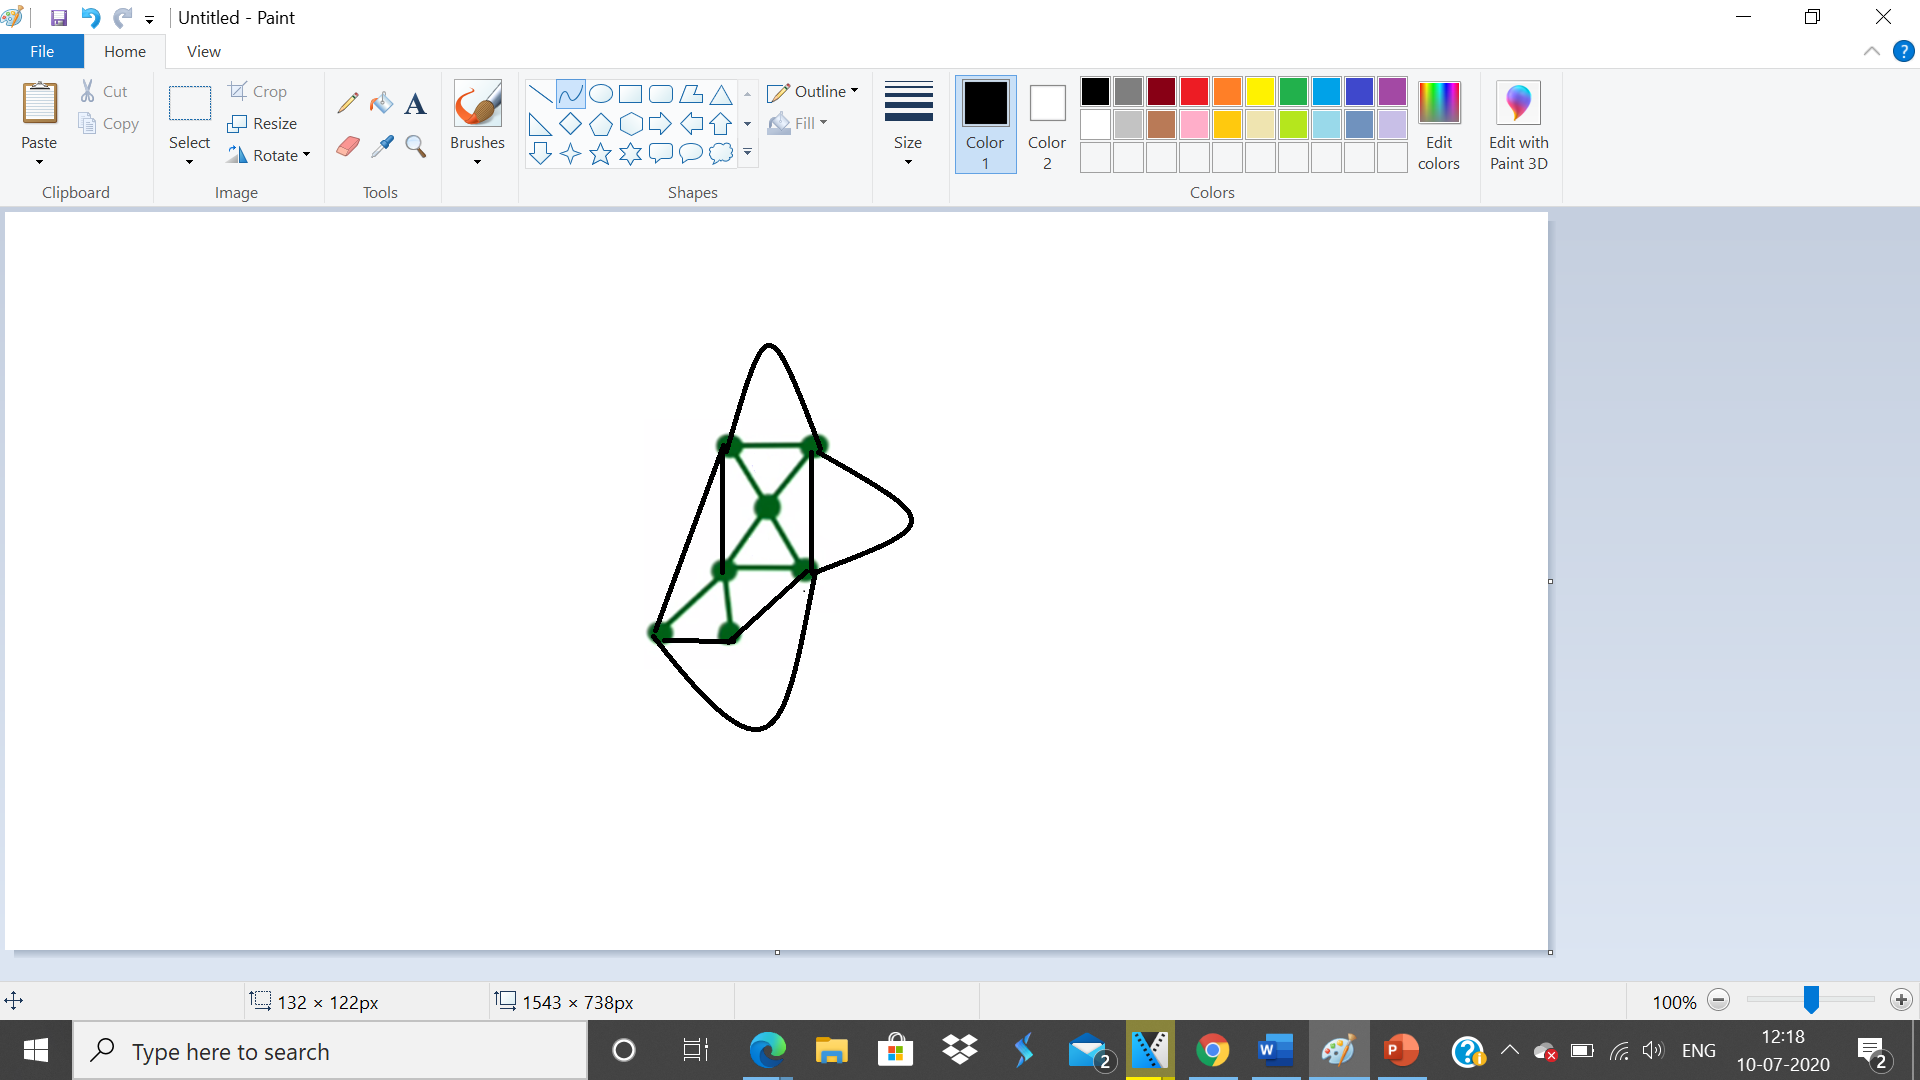 Untitled - Paint
File Home View
Paste
Cut
Copy
Clipboard
Select
Crop
Resize
Rotate
Image
A
Tools
Brushes
Shapes
Outline
Fill
Size
Color 1
Color 2
Colors
Edit colors
Edit with Paint 3D
?
132 × 122px
1543 × 738px
100%
Type here to search
2
W
P
?
ENG
12:18
10-07-2020
2